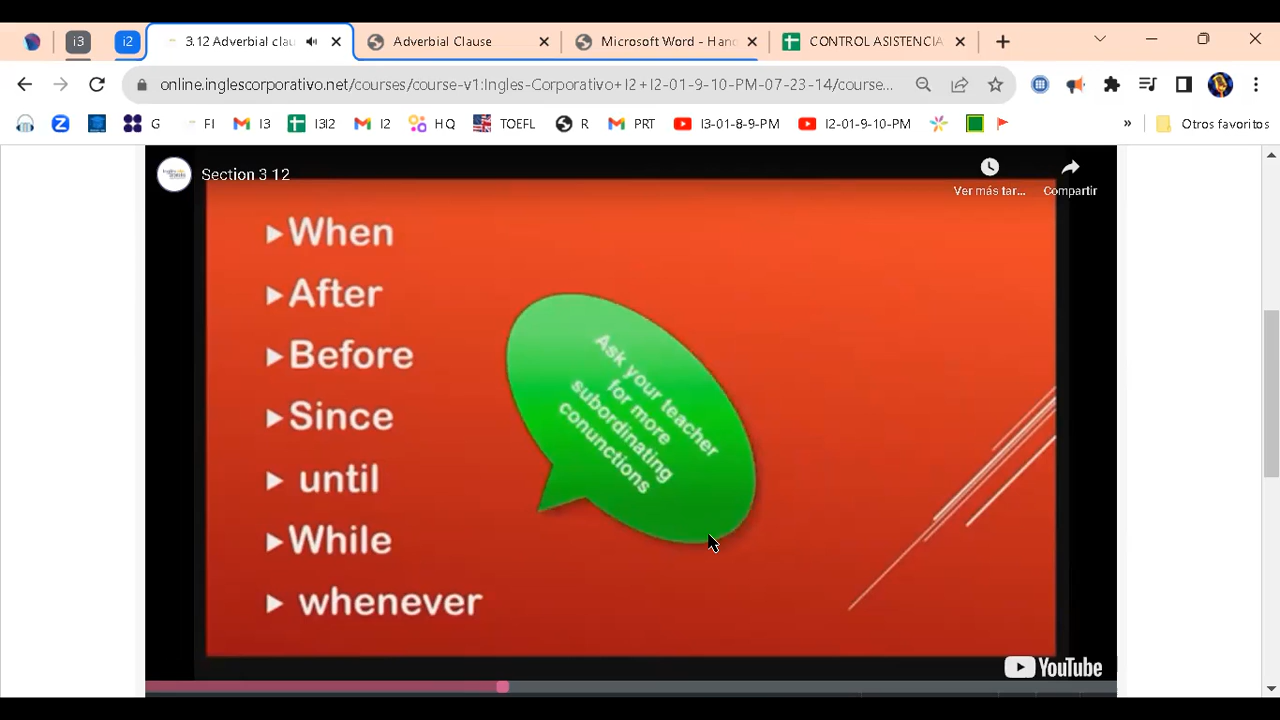 i3
i2
3.12 Adverbial clau
Adverbial Clause
Microsoft Word - Hand
CONTROL ASISTENCIA
online.inglescorporativo.net/courses/course-v1:Ingles-Corporativo+I2+I2-01-9-10-PM-07-23-14/course...
G
FI
I3
I3I2
I2
HQ
TOEFL
R
PRT
I3-01-8-9-PM
I2-01-9-10-PM
»
Otros favoritos
Section 3 12
Ver más tar...
Compartir
When
After
Before
Since
until
While
whenever
Ask your teacher
for more
subordinating
conunctions
YouTube